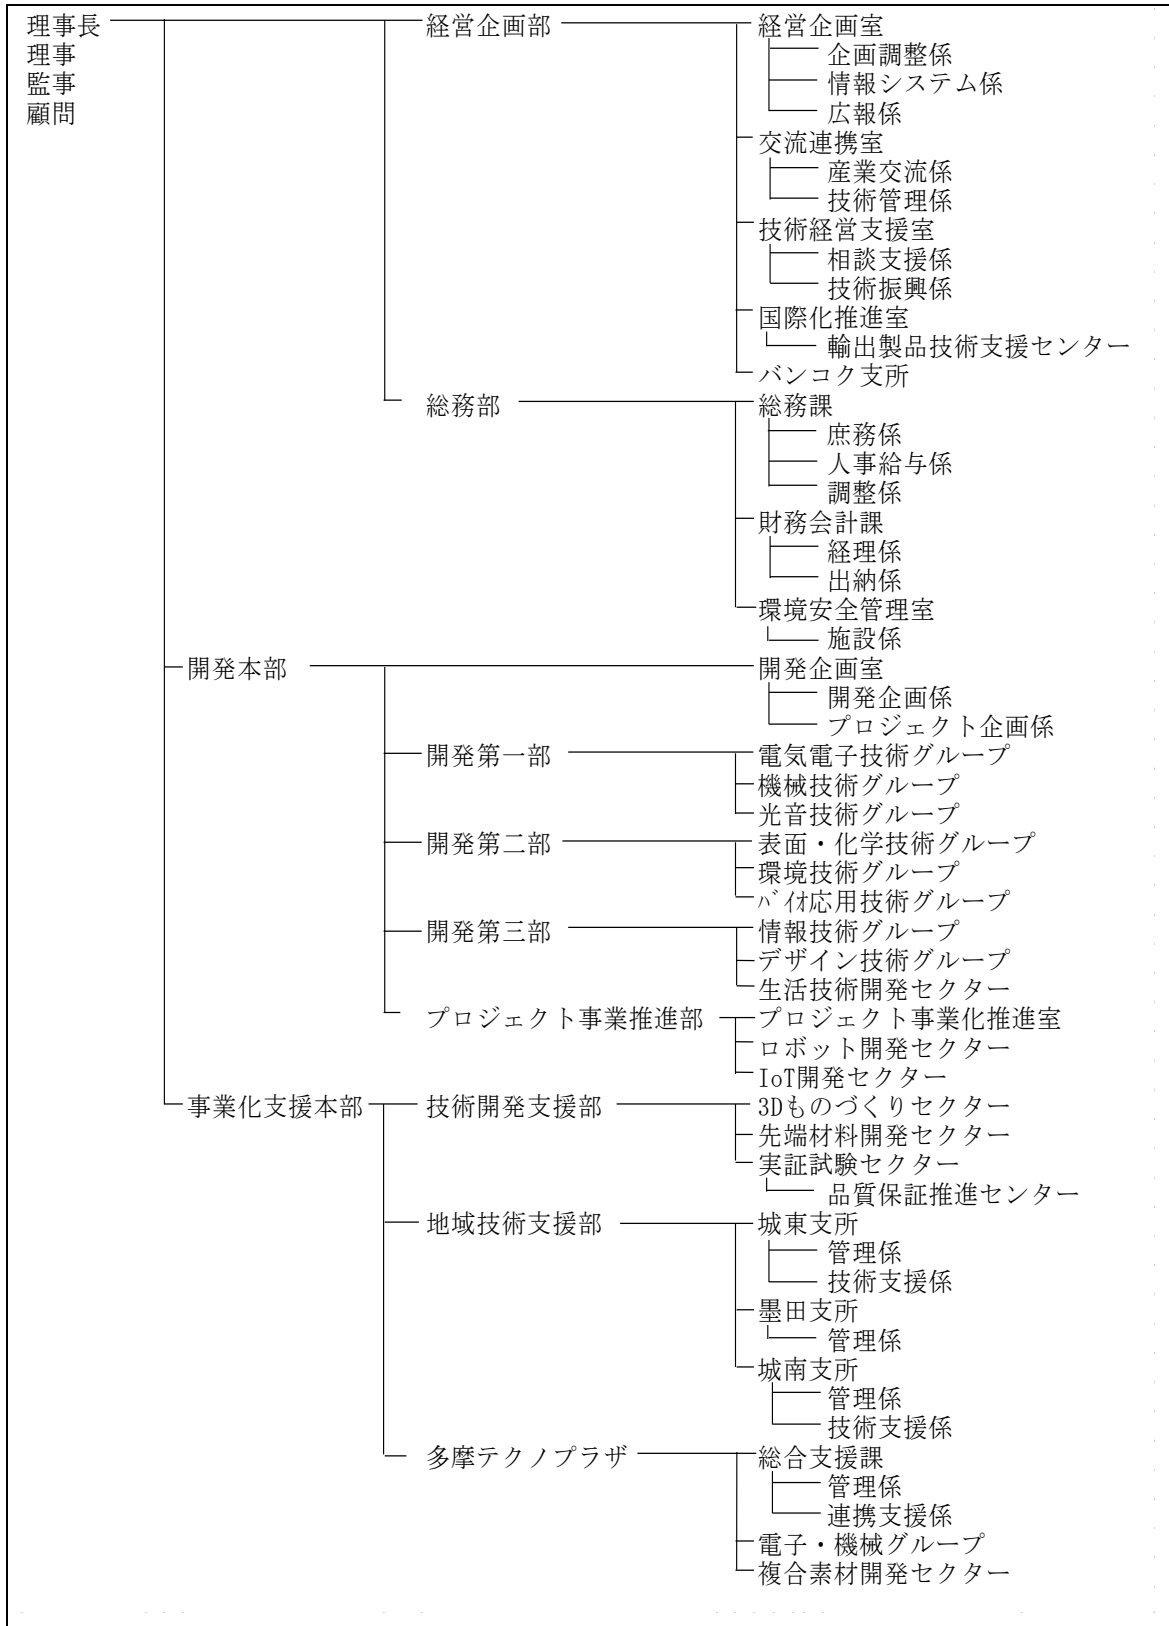 理事長 経営企画部 経営企画室
理事 企画調整係
監事 情報システム係
顧問 広報係
交流連携室
産業交流係
技術管理係
技術経営支援室
相談支援係
技術振興係
国際化推進室
輸出製品技術支援センター
バンコク支所
総務部 総務課
庶務係
人事給与係
調整係
財務会計課
経理係
出納係
環境安全管理室
施設係
開発本部 開発企画室
開発企画係
プロジェクト企画係
開発第一部 電気電子技術グループ
機械技術グループ
光音技術グループ
開発第二部 表面・化学技術グループ
環境技術グループ
ﾊﾞｲｵ応用技術グループ
開発第三部 情報技術グループ
デザイン技術グループ
生活技術開発セクター
プロジェクト事業推進部 プロジェクト事業化推進室
ロボット開発セクター
IoT開発セクター
事業化支援本部 技術開発支援部 3Dものづくりセクター
先端材料開発セクター
実証試験セクター
品質保証推進センター
地域技術支援部 城東支所
管理係
技術支援係
墨田支所
管理係
城南支所
管理係
技術支援係
多摩テクノプラザ 総合支援課
管理係
連携支援係
電子・機械グループ
複合素材開発セクター